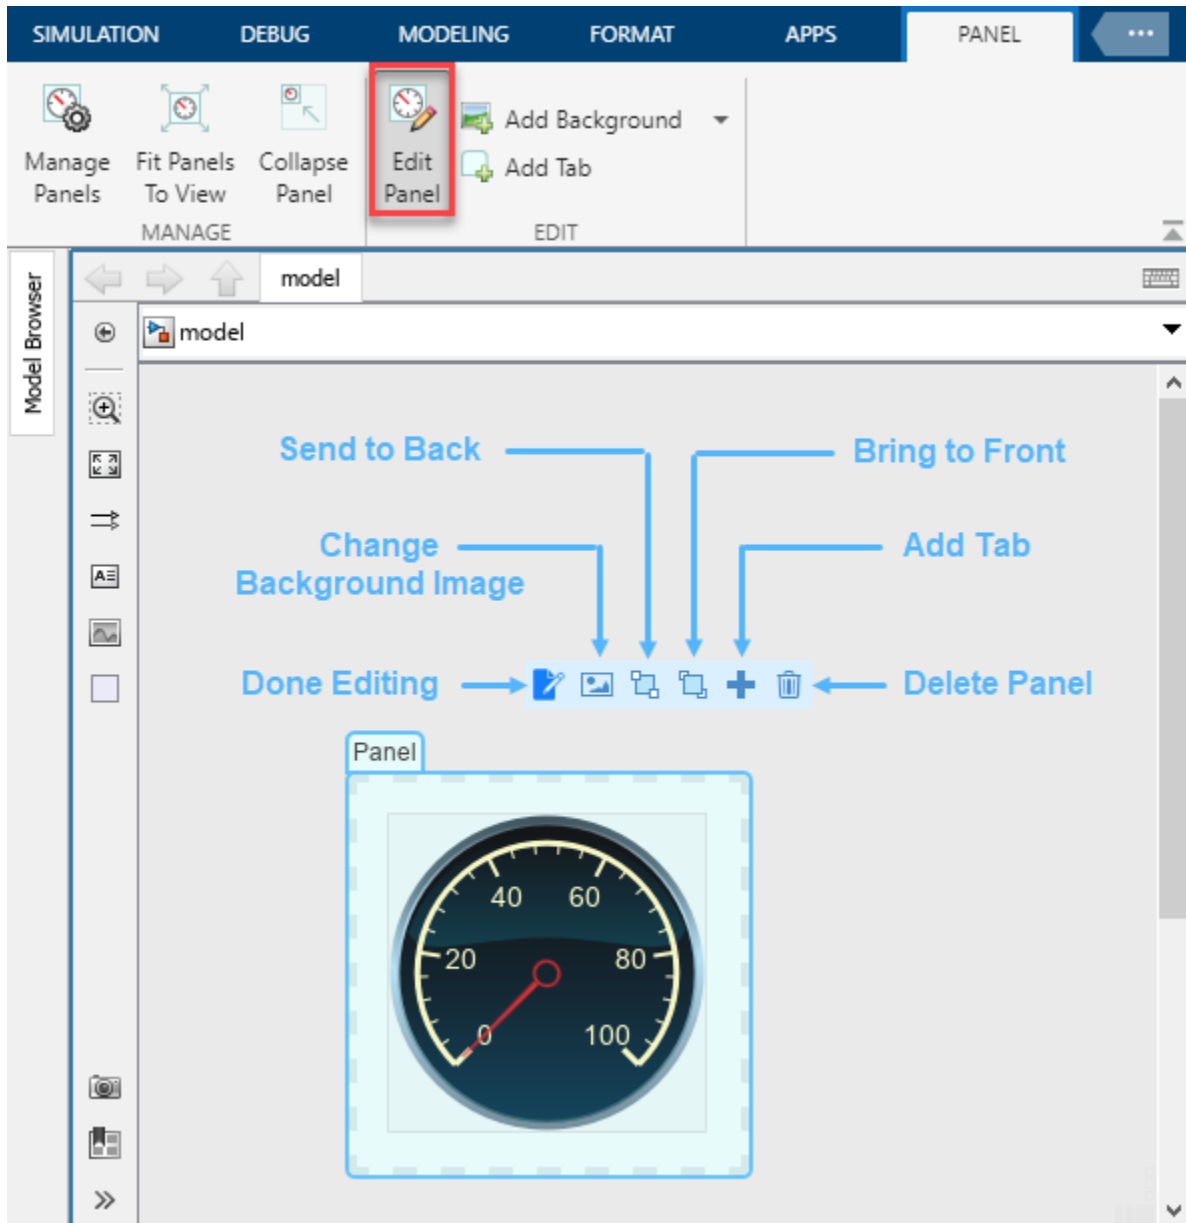 SIMULATION DEBUG MODELING FORMAT APPS PANEL
Manage Panels
Fit Panels To View
Collapse Panel
Edit Panel
Add Background
Add Tab
MANAGE EDIT
Model Browser
model
model
Send to Back
Bring to Front
Change
Background Image
Add Tab
Done Editing
Delete Panel
Panel
40 60
20 80
0 100